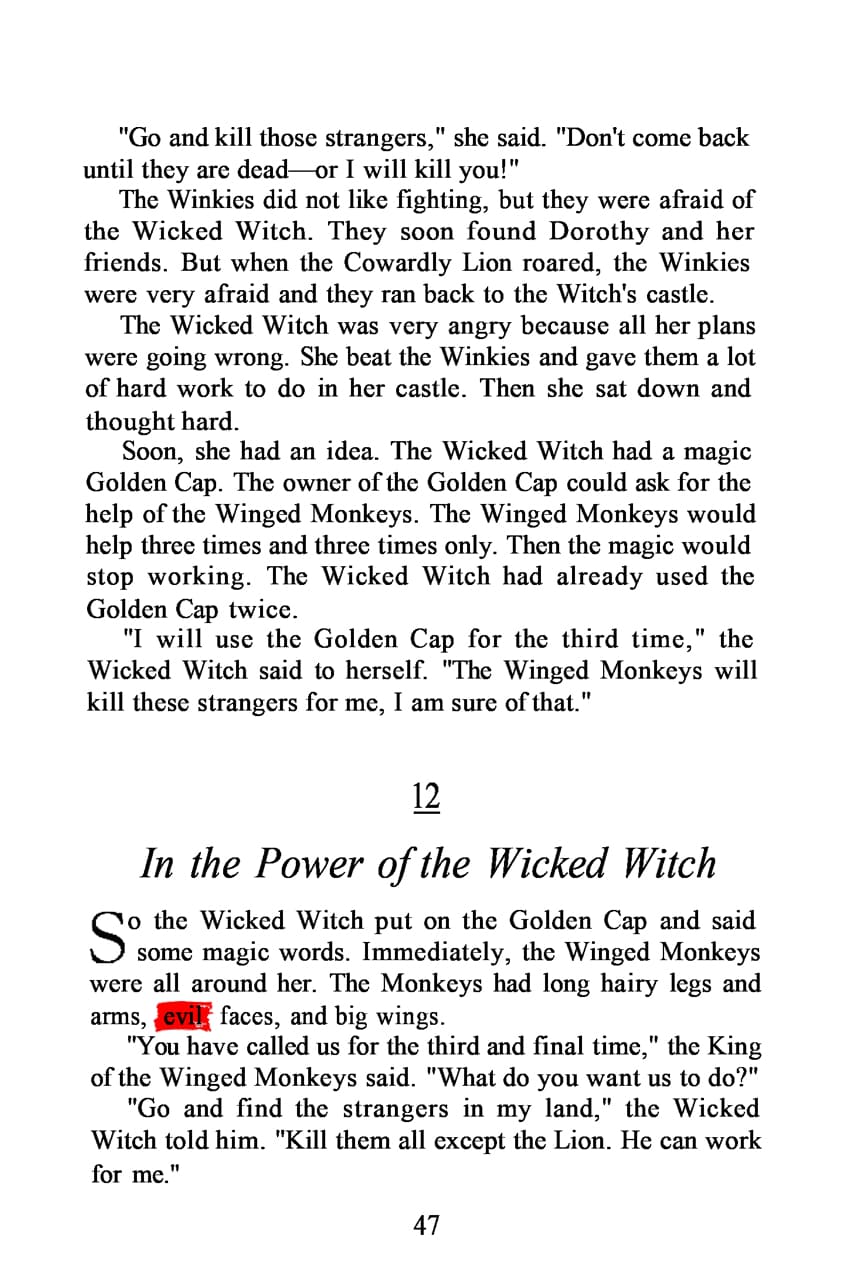 "Go and kill those strangers," she said. "Don't come back
until they are dead—or I will kill you!"
The Winkies did not like fighting, but they were afraid of
the Wicked Witch. They soon found Dorothy and her
friends. But when the Cowardly Lion roared, the Winkies
were very afraid and they ran back to the Witch's castle.
The Wicked Witch was very angry because all her plans
were going wrong. She beat the Winkies and gave them a lot
of hard work to do in her castle. Then she sat down and
thought hard.
Soon, she had an idea. The Wicked Witch had a magic
Golden Cap. The owner of the Golden Cap could ask for the
help of the Winged Monkeys. The Winged Monkeys would
help three times and three times only. Then the magic would
stop working. The Wicked Witch had already used the
Golden Cap twice.
"I will use the Golden Cap for the third time," the
Wicked Witch said to herself. "The Winged Monkeys will
kill these strangers for me, I am sure of that."
12
In the Power of the Wicked Witch
So the Wicked Witch put on the Golden Cap and said
some magic words. Immediately, the Winged Monkeys
were all around her. The Monkeys had long hairy legs and
arms, evil faces, and big wings.
"You have called us for the third and final time," the King
of the Winged Monkeys said. "What do you want us to do?"
"Go and find the strangers in my land," the Wicked
Witch told him. "Kill them all except the Lion. He can work
for me."
47